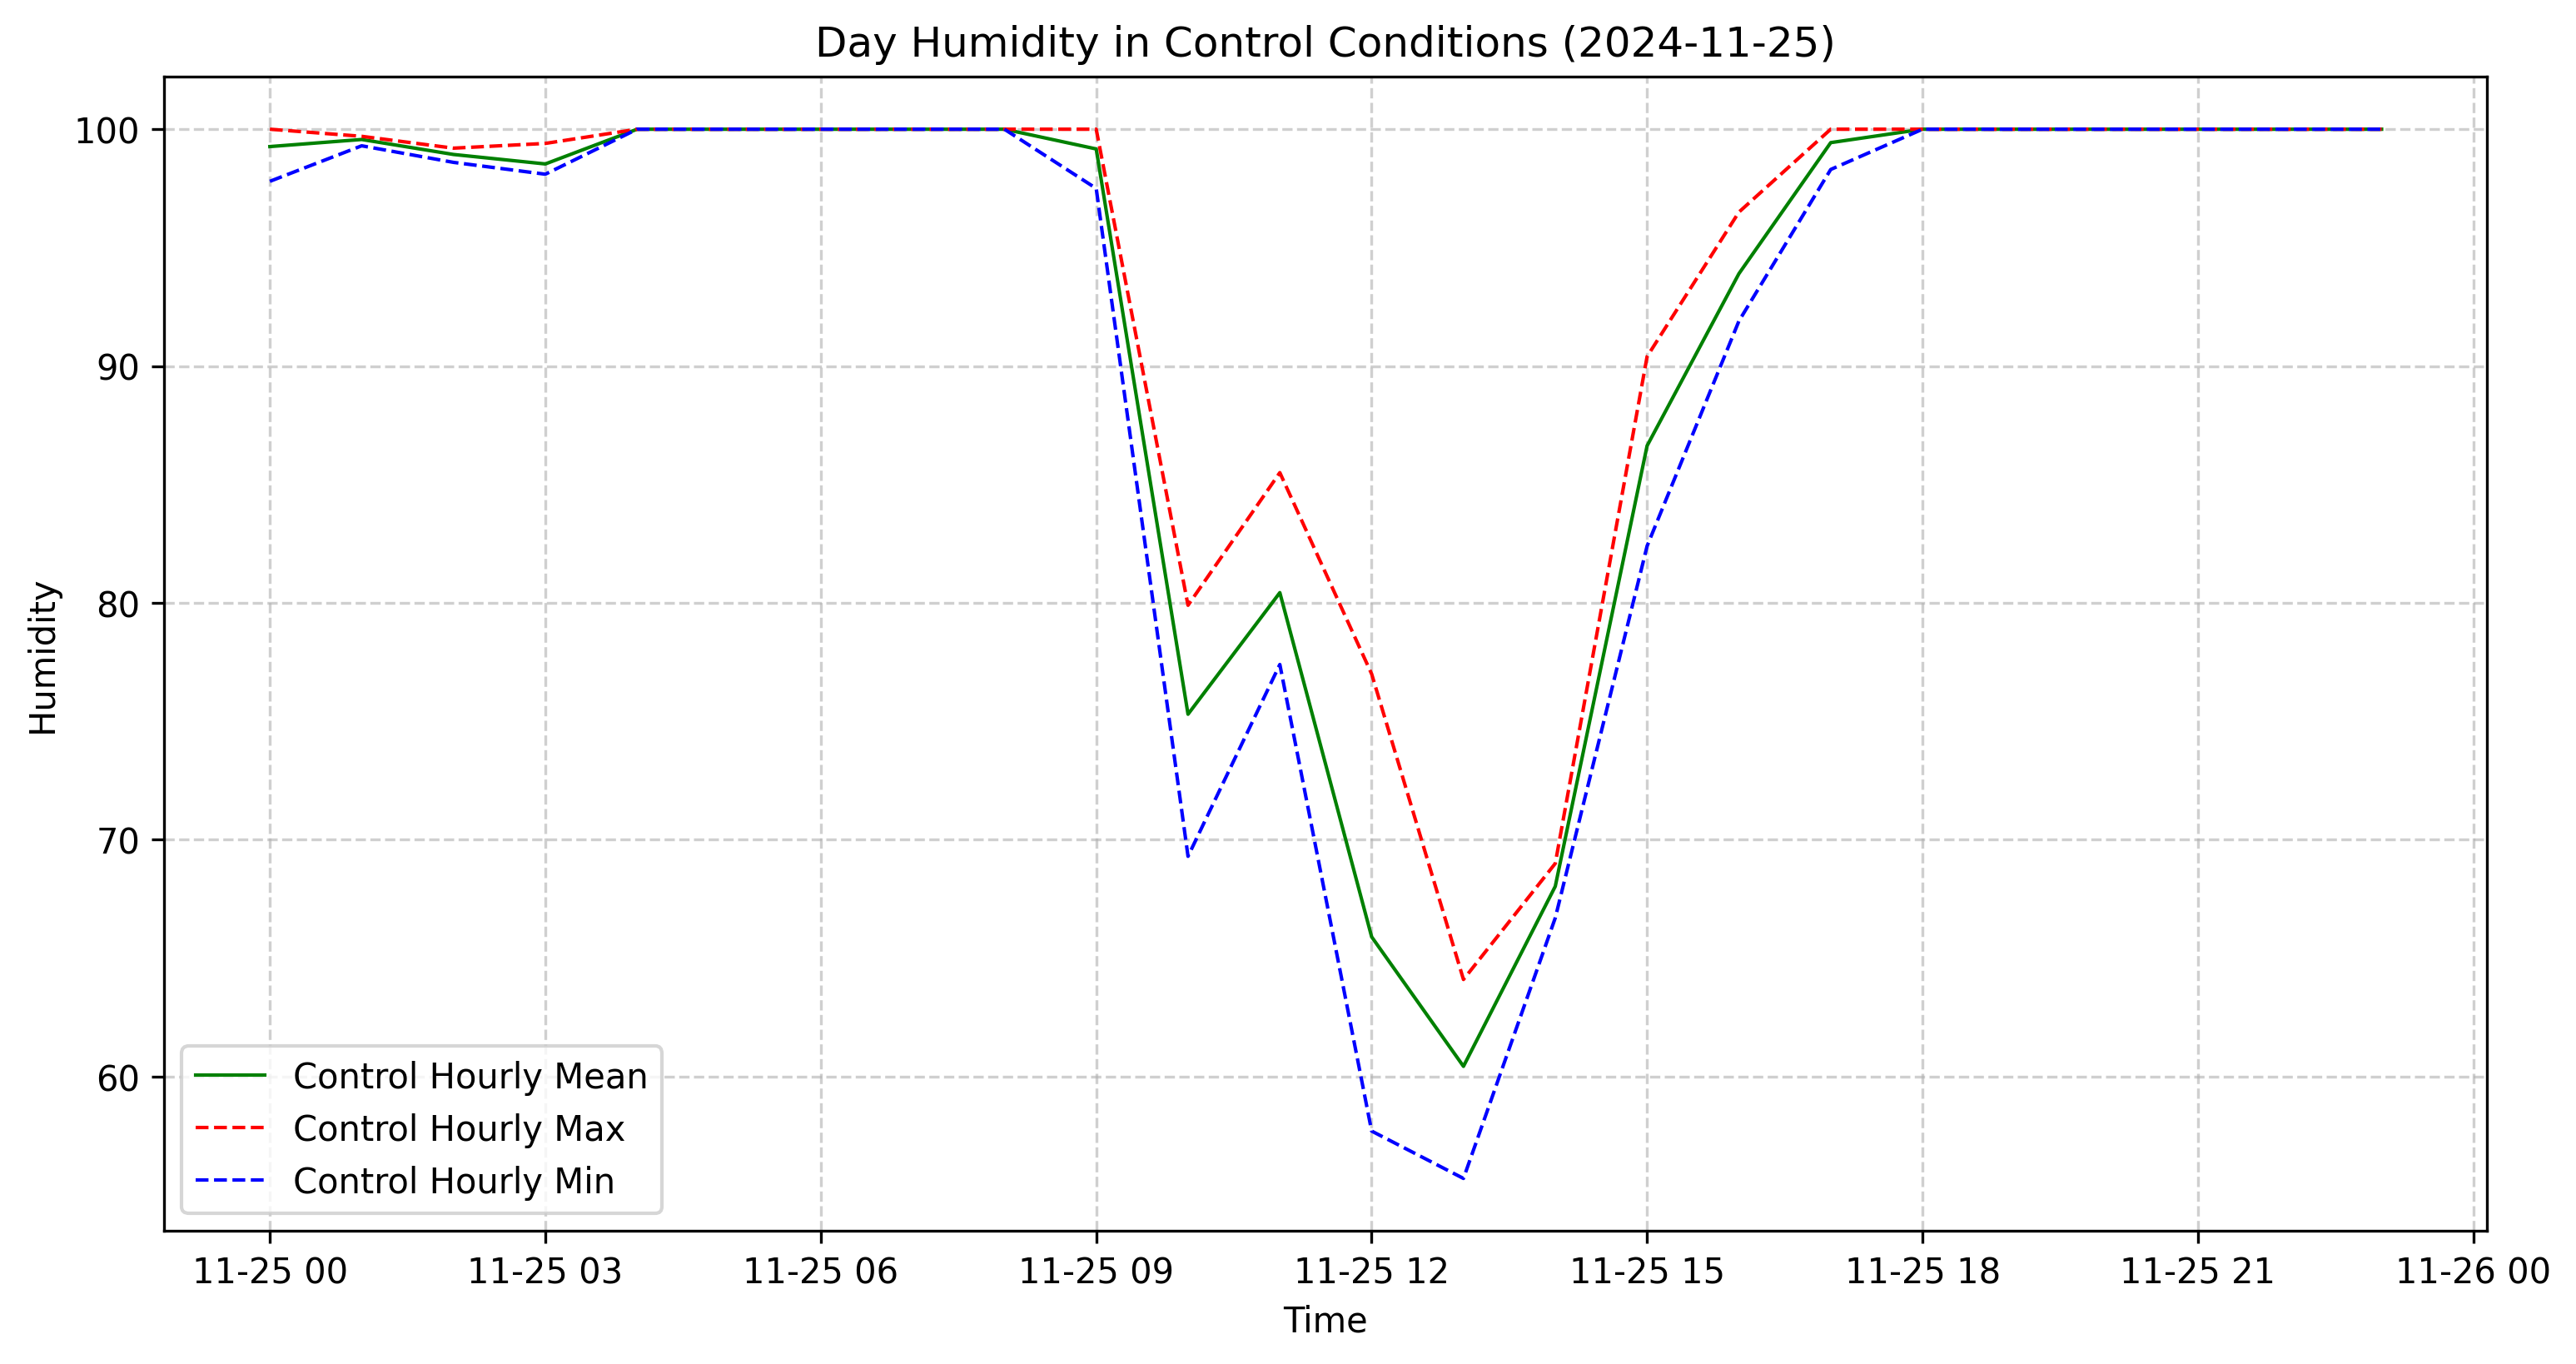 Day Humidity in Control Conditions (2024-11-25)
100
90
80
70
60
Humidity
Control Hourly Mean
Control Hourly Max
Control Hourly Min
11-25 00 11-25 03 11-25 06 11-25 09 11-25 12 11-25 15 11-25 18 11-25 21 11-26 00
Time